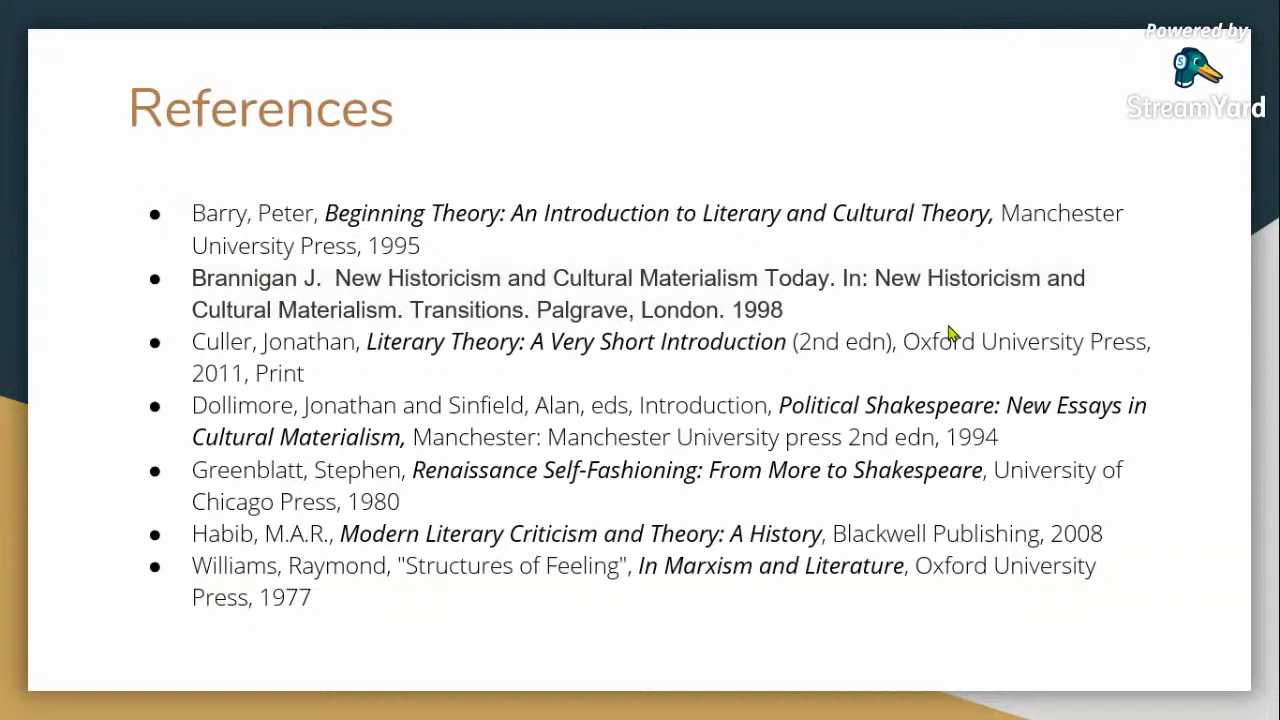 Powered by
StreamYard
References
● Barry, Peter, Beginning Theory: An Introduction to Literary and Cultural Theory, Manchester
University Press, 1995
● Brannigan J.  New Historicism and Cultural Materialism Today. In: New Historicism and
Cultural Materialism. Transitions. Palgrave, London. 1998
● Culler, Jonathan, Literary Theory: A Very Short Introduction (2nd edn), Oxford University Press,
2011, Print
● Dollimore, Jonathan and Sinfield, Alan, eds, Introduction, Political Shakespeare: New Essays in
Cultural Materialism, Manchester: Manchester University press 2nd edn, 1994
● Greenblatt, Stephen, Renaissance Self-Fashioning: From More to Shakespeare, University of
Chicago Press, 1980
● Habib, M.A.R., Modern Literary Criticism and Theory: A History, Blackwell Publishing, 2008
● Williams, Raymond, "Structures of Feeling", In Marxism and Literature, Oxford University
Press, 1977